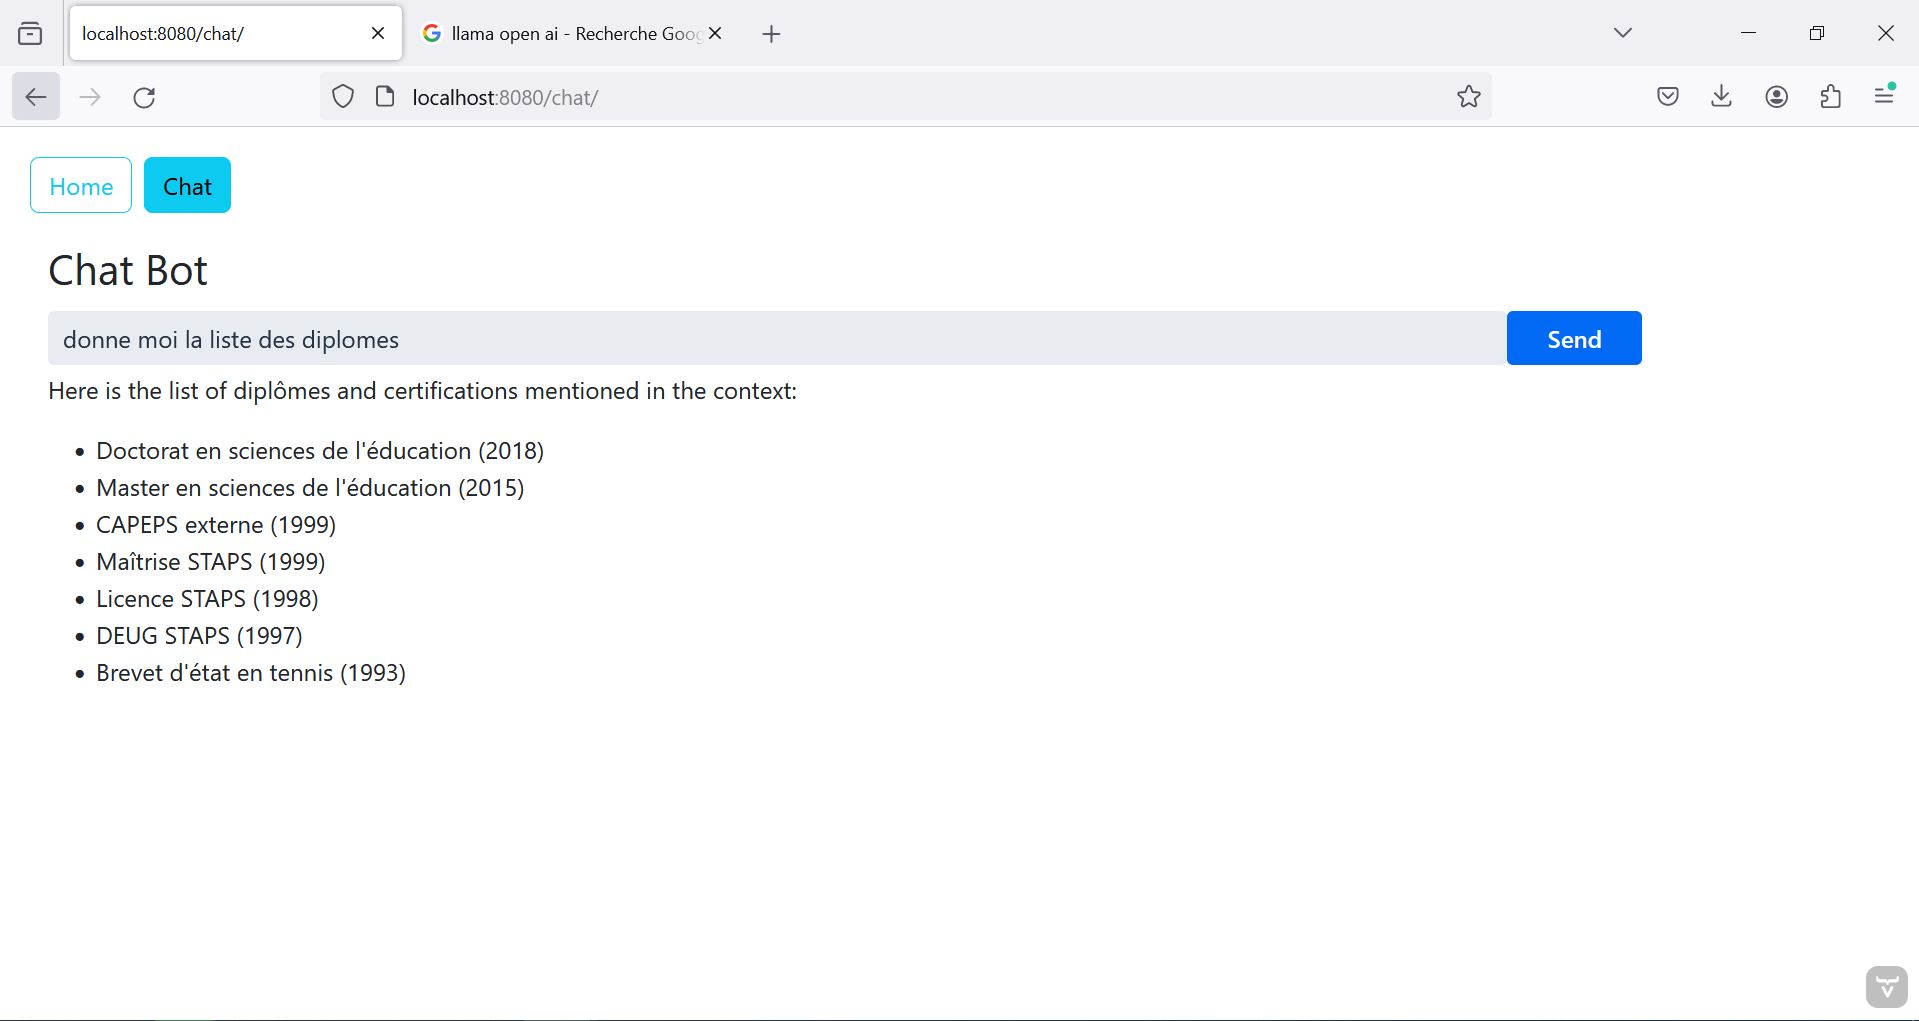 localhost:8080/chat/
llama open ai - Recherche Goog
localhost:8080/chat/
Home
Chat
Chat Bot
donne moi la liste des diplomes
Send
Here is the list of diplômes and certifications mentioned in the context:
Doctorat en sciences de l'éducation (2018)
Master en sciences de l'éducation (2015)
CAPEPS externe (1999)
Maîtrise STAPS (1999)
Licence STAPS (1998)
DEUG STAPS (1997)
Brevet d'état en tennis (1993)